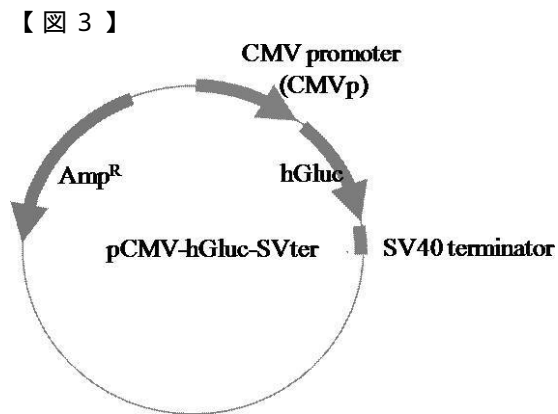 【図３】
CMV promoter
(CMVp)
Amp^R
hGluc
pCMV-hGluc-SVter
SV40 terminator